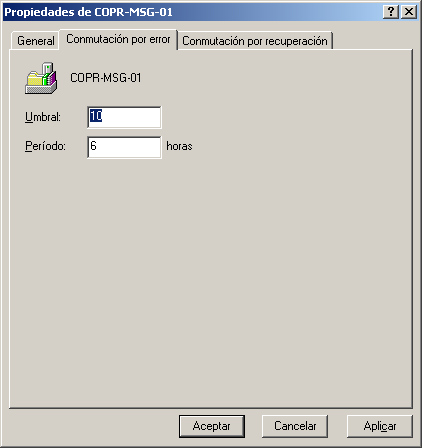 Propiedades de COPR-MSG-01
General Conmutación por error Conmutación por recuperación
COPR-MSG-01
Umbral: 10
Período: 6 horas
Aceptar Cancelar Aplicar